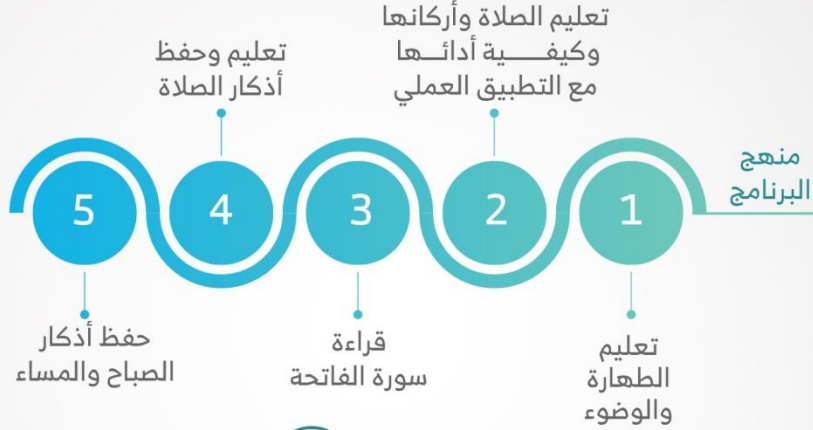 منهج
البرنامج
1
تعليم
الطهارة
والوضوء
2
تعليم الصلاة وأركانها
وكيفـــــية أدائـــها
مع التطبيق العملي
3
قراءة
سورة الفاتحة
4
تعليم وحفظ
أذكار الصلاة
5
حفظ أذكار
الصباح والمساء